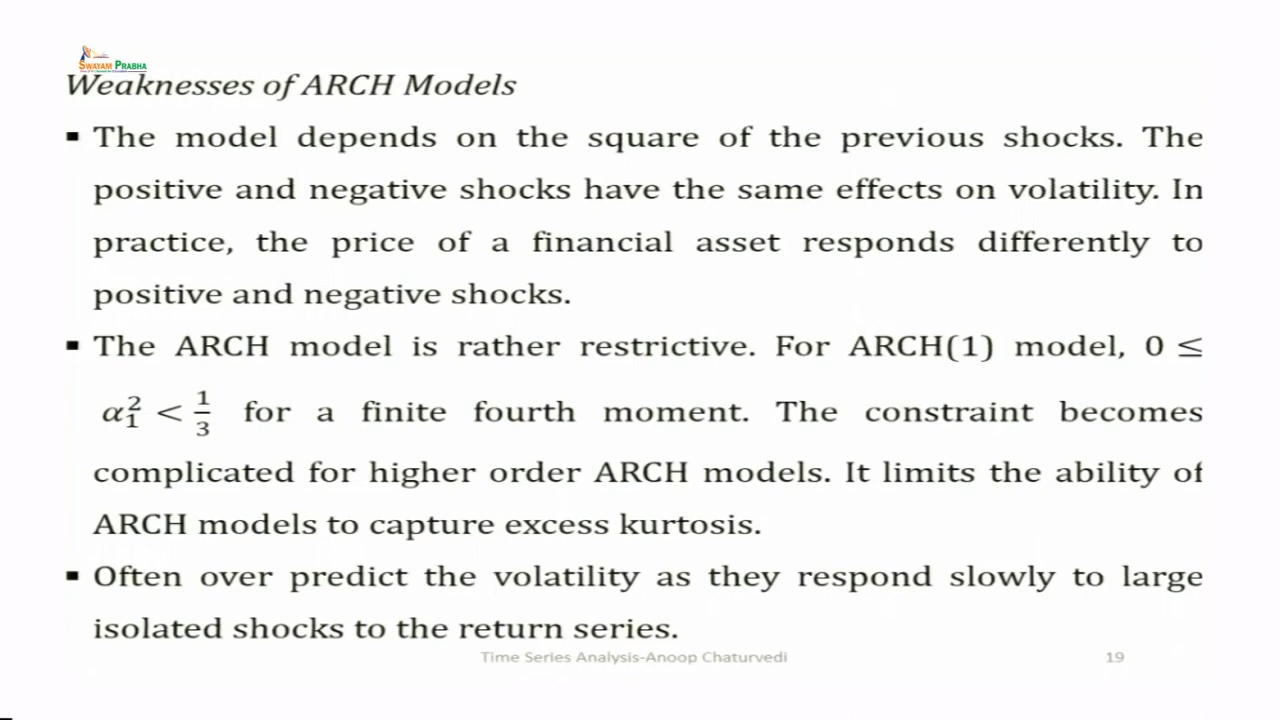 SWAYAM PRABHA
Weaknesses of ARCH Models
▪ The model depends on the square of the previous shocks. The
positive and negative shocks have the same effects on volatility. In
practice, the price of a financial asset responds differently to
positive and negative shocks.
▪ The ARCH model is rather restrictive. For ARCH(1) model, 0 ≤
α₁² < 1/3 for a finite fourth moment. The constraint becomes
complicated for higher order ARCH models. It limits the ability of
ARCH models to capture excess kurtosis.
▪ Often over predict the volatility as they respond slowly to large
isolated shocks to the return series.
Time Series Analysis-Anoop Chaturvedi 19